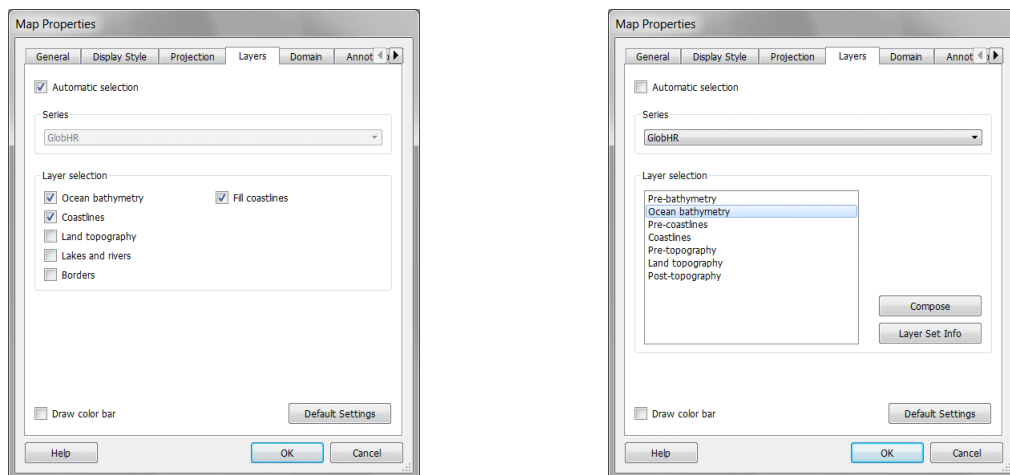 Map Properties
General Display Style Projection Layers Domain
Automatic selection
Series
GlobHR
Layer selection
Ocean bathymetry Fill coastlines
Coastlines
Land topography
Lakes and rivers
Borders
Draw color bar Default Settings
Help OK Cancel
Map Properties
General Display Style Projection Layers Domain
Automatic selection
Series
GlobHR
Layer selection
Pre-bathymetry
Ocean bathymetry
Pre-coastlines
Coastlines
Pre-topography
Land topography
Post-topography
Compose
Layer Set Info
Draw color bar Default Settings
Help OK Cancel